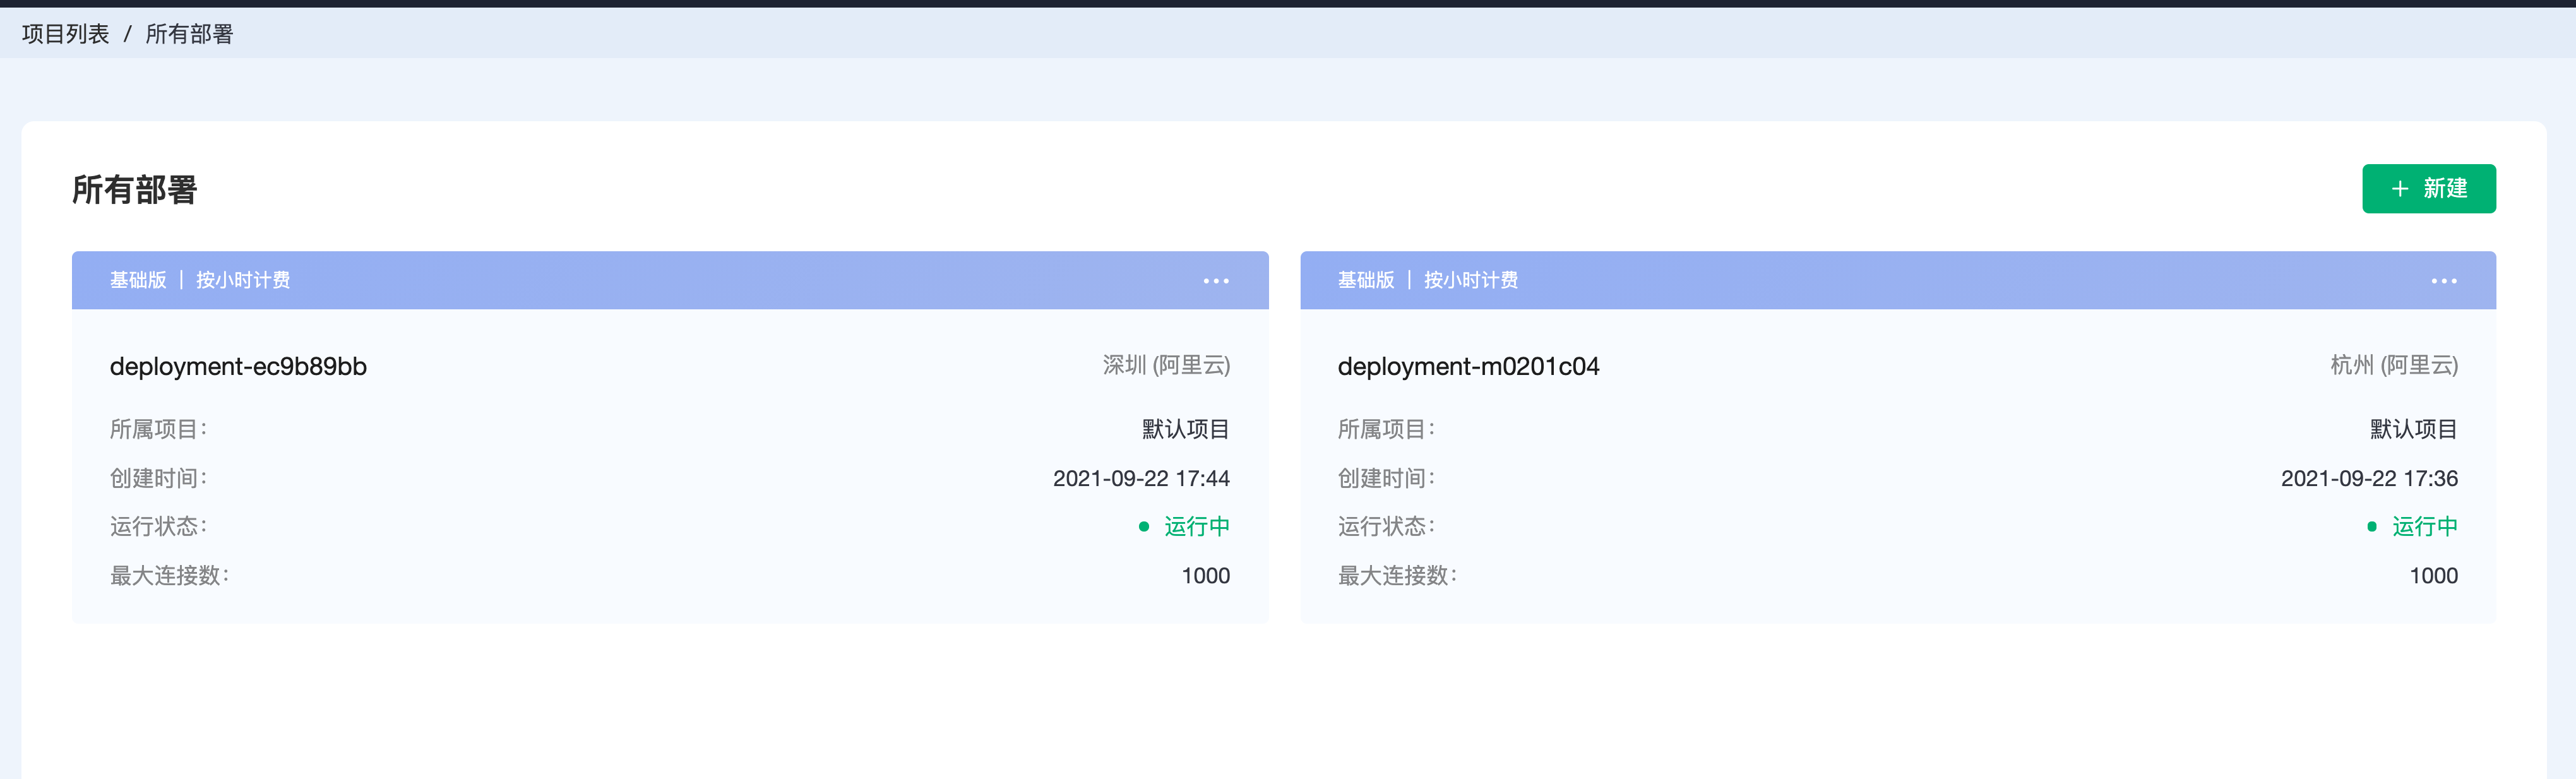 项目列表 / 所有部署
所有部署
+ 新建
基础版 | 按小时计费
deployment-ec9b89bb
深圳 (阿里云)
所属项目：
默认项目
创建时间：
2021-09-22 17:44
运行状态：
运行中
最大连接数：
1000
基础版 | 按小时计费
deployment-m0201c04
杭州 (阿里云)
所属项目：
默认项目
创建时间：
2021-09-22 17:36
运行状态：
运行中
最大连接数：
1000